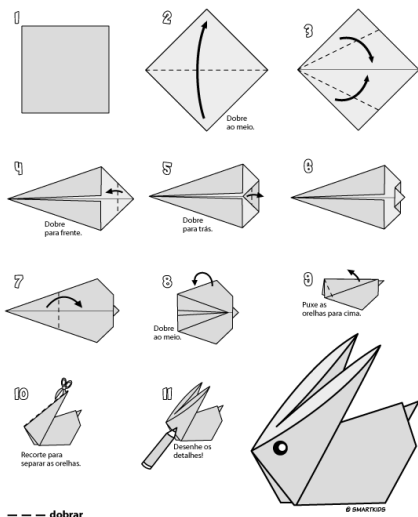 1
2
3
Dobre
ao meio.
4
5
6
Dobre
para frente.
Dobre
para trás.
7
8
9
Dobre
ao meio.
Puxe as
orelhas para cima.
10
11
Recorte para
separar as orelhas.
Desenhe os
detalhes!
© SMARTKIDS
dobrar